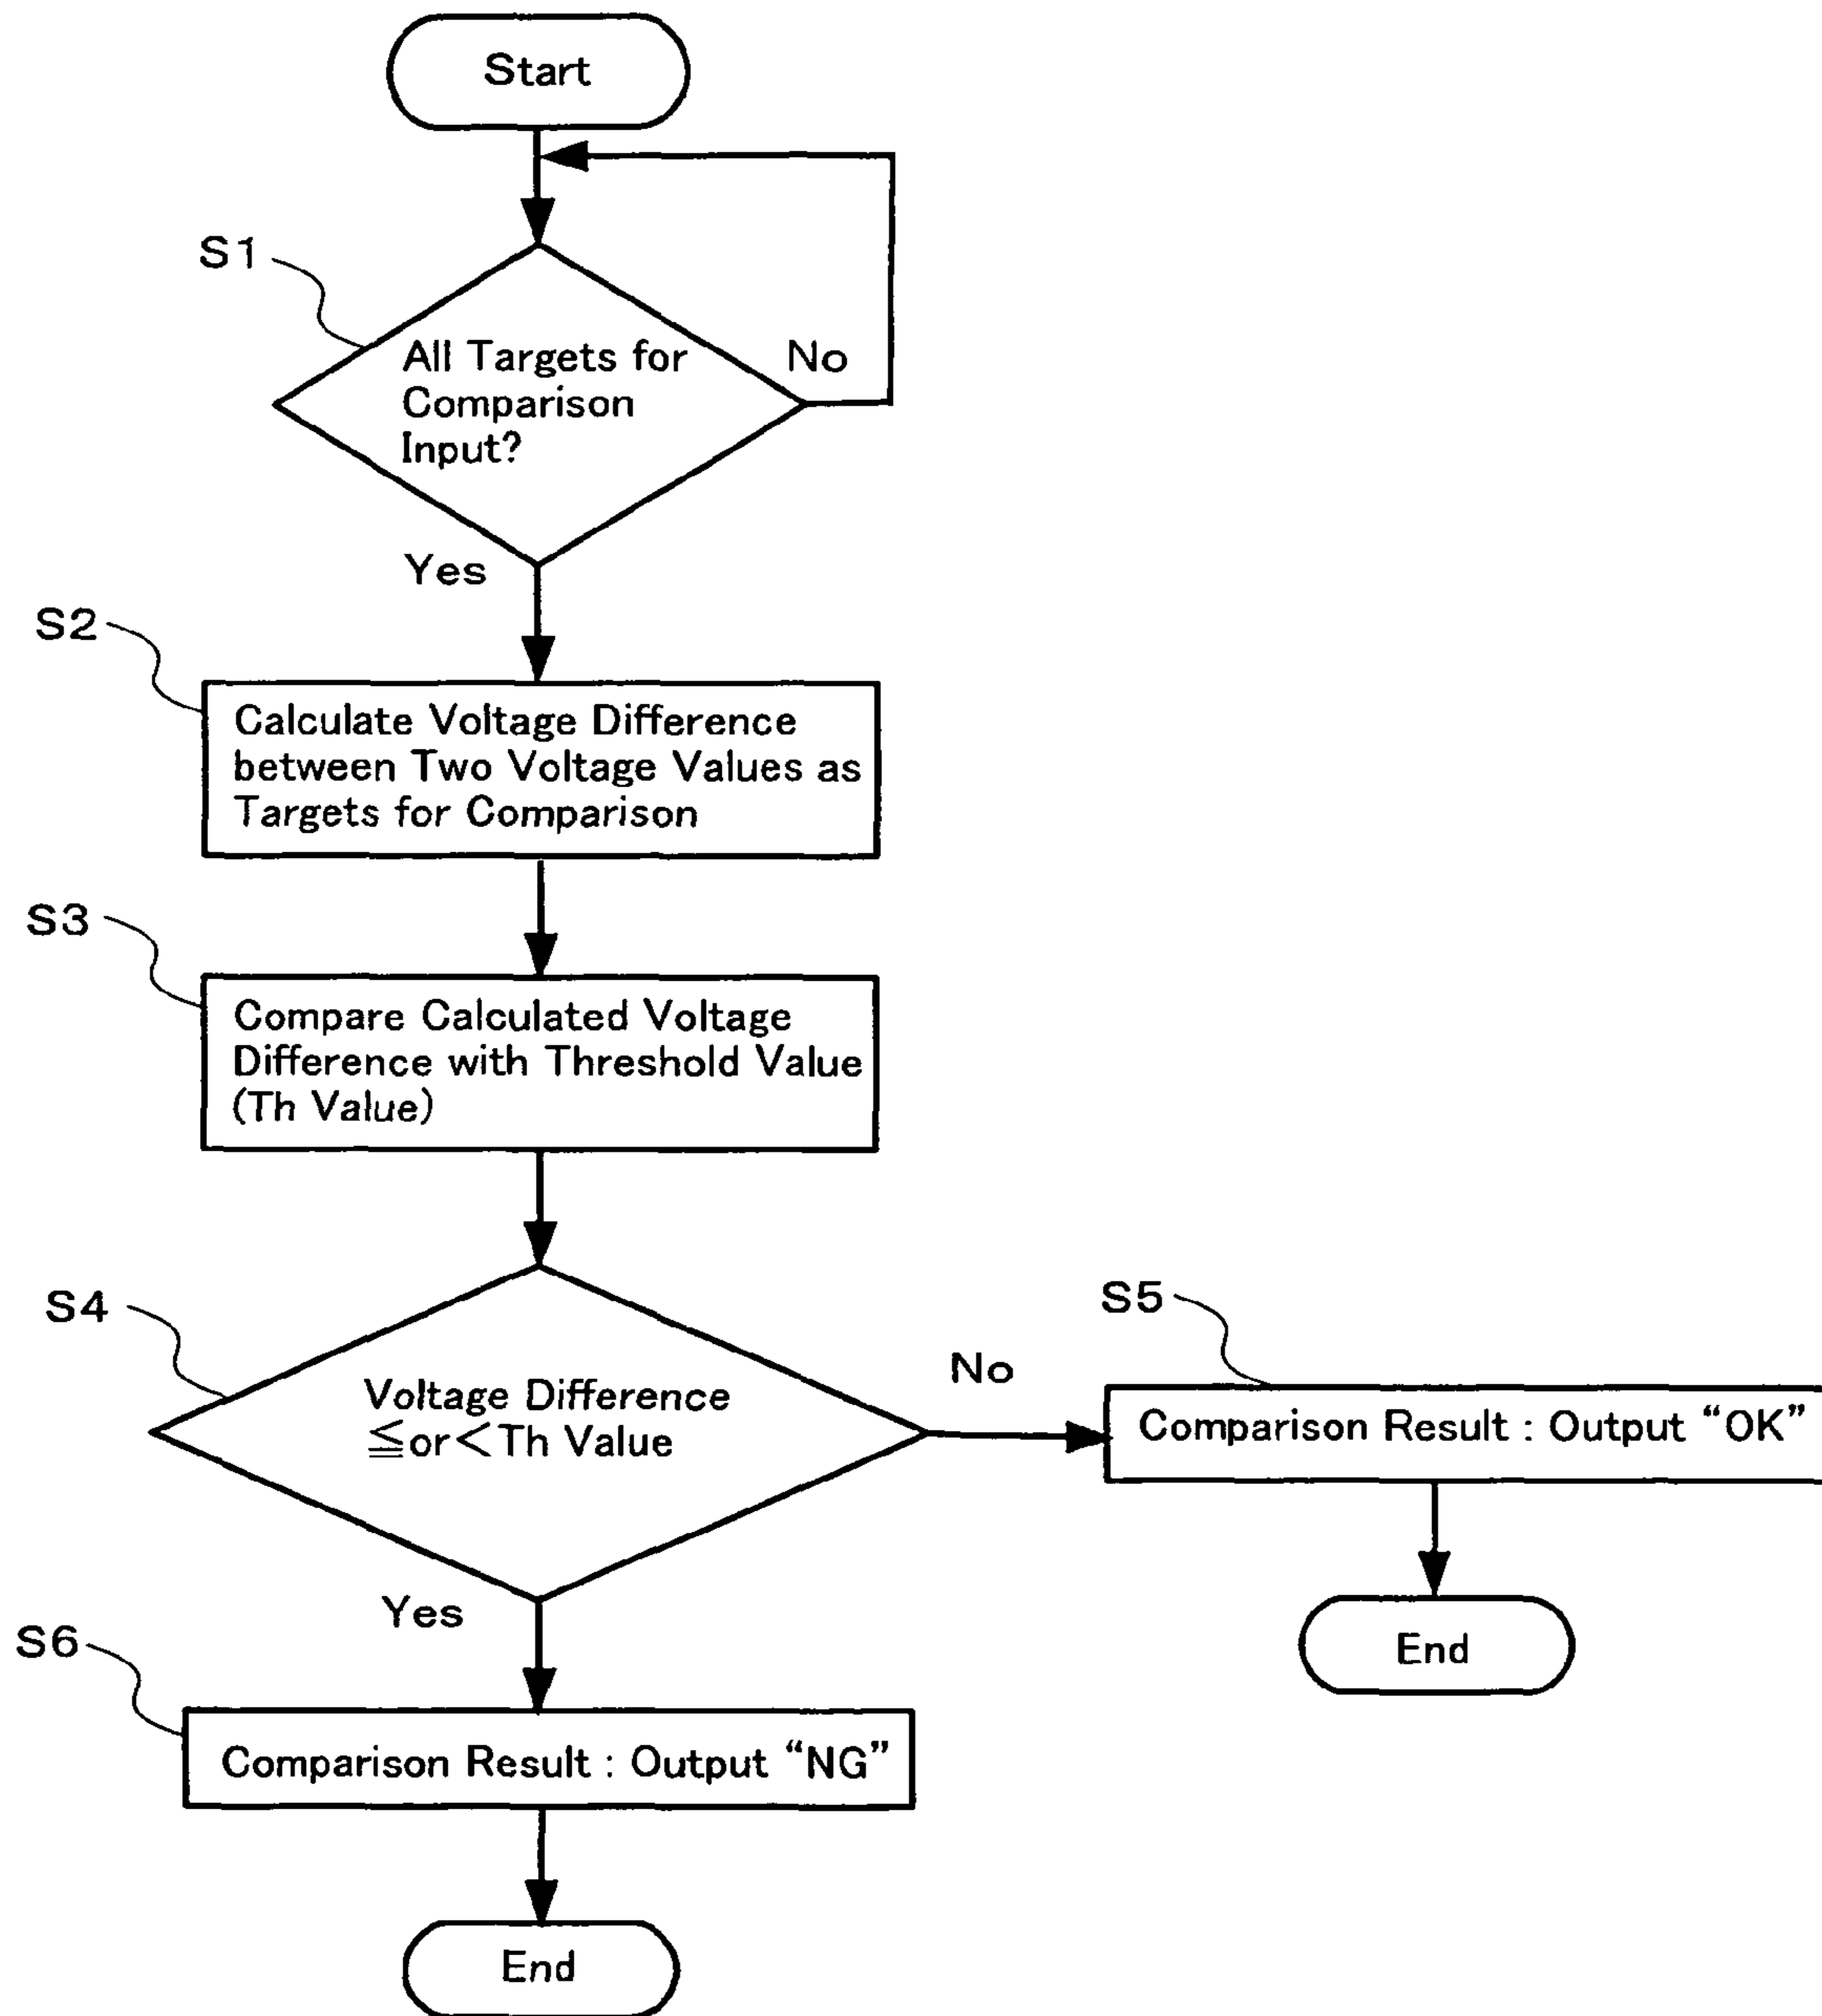 Start
S1
All Targets for
Comparison
Input?
No
Yes
S2
Calculate Voltage Difference
between Two Voltage Values as
Targets for Comparison
S3
Compare Calculated Voltage
Difference with Threshold Value
(Th Value)
S4
Voltage Difference
≦or<Th Value
No
S5
Comparison Result : Output “OK”
End
Yes
S6
Comparison Result : Output “NG”
End